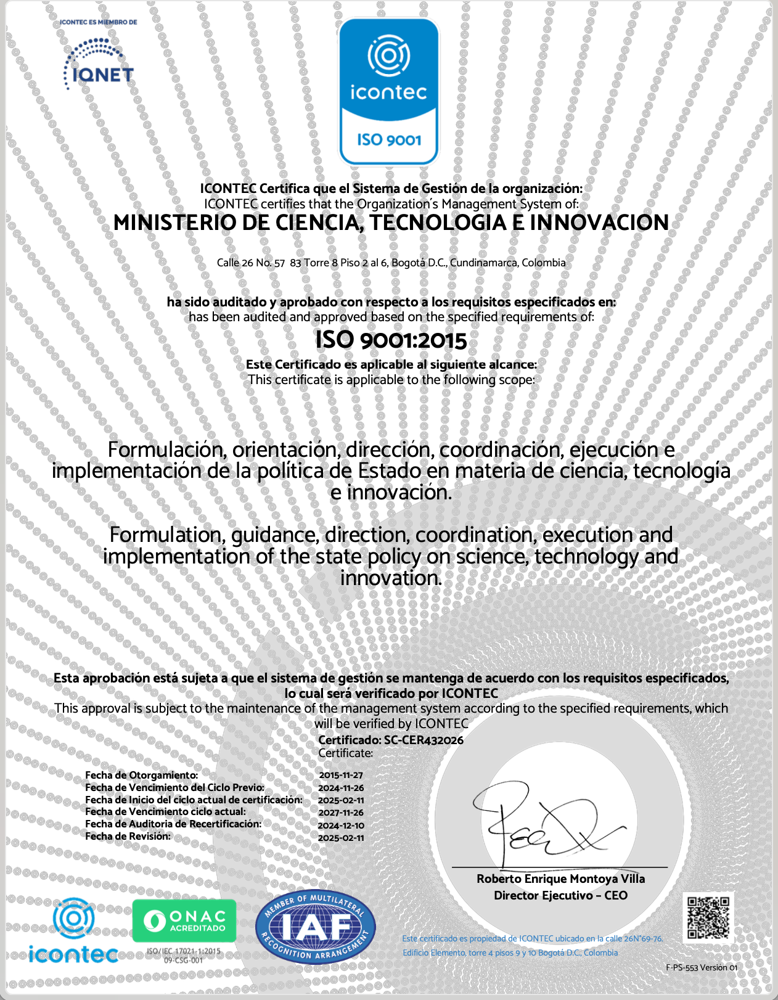 ICONTEC ES MIEMBRO DE
IQNET
icontec
ISO 9001
ICONTEC Certifica que el Sistema de Gestión de la organización:
ICONTEC certifies that the Organization's Management System of:
MINISTERIO DE CIENCIA, TECNOLOGIA E INNOVACION
Calle 26 No. 57 83 Torre 8 Piso 2 al 6, Bogotá D.C., Cundinamarca, Colombia
ha sido auditado y aprobado con respecto a los requisitos especificados en:
has been audited and approved based on the specified requirements of:
ISO 9001:2015
Este Certificado es aplicable al siguiente alcance:
This certificate is applicable to the following scope:
Formulación, orientación, dirección, coordinación, ejecución e
implementación de la política de Estado en materia de ciencia, tecnología
e innovación.
Formulation, guidance, direction, coordination, execution and
implementation of the state policy on science, technology and
innovation.
Esta aprobación está sujeta a que el sistema de gestión se mantenga de acuerdo con los requisitos especificados,
lo cual será verificado por ICONTEC
This approval is subject to the maintenance of the management system according to the specified requirements, which
will be verified by ICONTEC
Certificado: SC-CER432026
Certificate:
Fecha de Otorgamiento: 2015-11-27
Fecha de Vencimiento del Ciclo Previo: 2024-11-26
Fecha de Inicio del ciclo actual de certificación: 2025-02-11
Fecha de Vencimiento ciclo actual: 2027-11-26
Fecha de Auditoria de Recertificación: 2024-12-10
Fecha de Revisión: 2025-02-11
Roberto Enrique Montoya Villa
Director Ejecutivo – CEO
icontec
ONAC
ACREDITADO
ISO/IEC 17021-1:2015
09-CSG-001
MEMBER OF MULTILATERAL
IAF
RECOGNITION ARRANGEMENT
Este certificado es propiedad de ICONTEC ubicado en la calle 26N°69-76.
Edificio Elemento, torre 4 pisos 9 y 10 Bogotá D.C., Colombia
F-PS-553 Versión 01